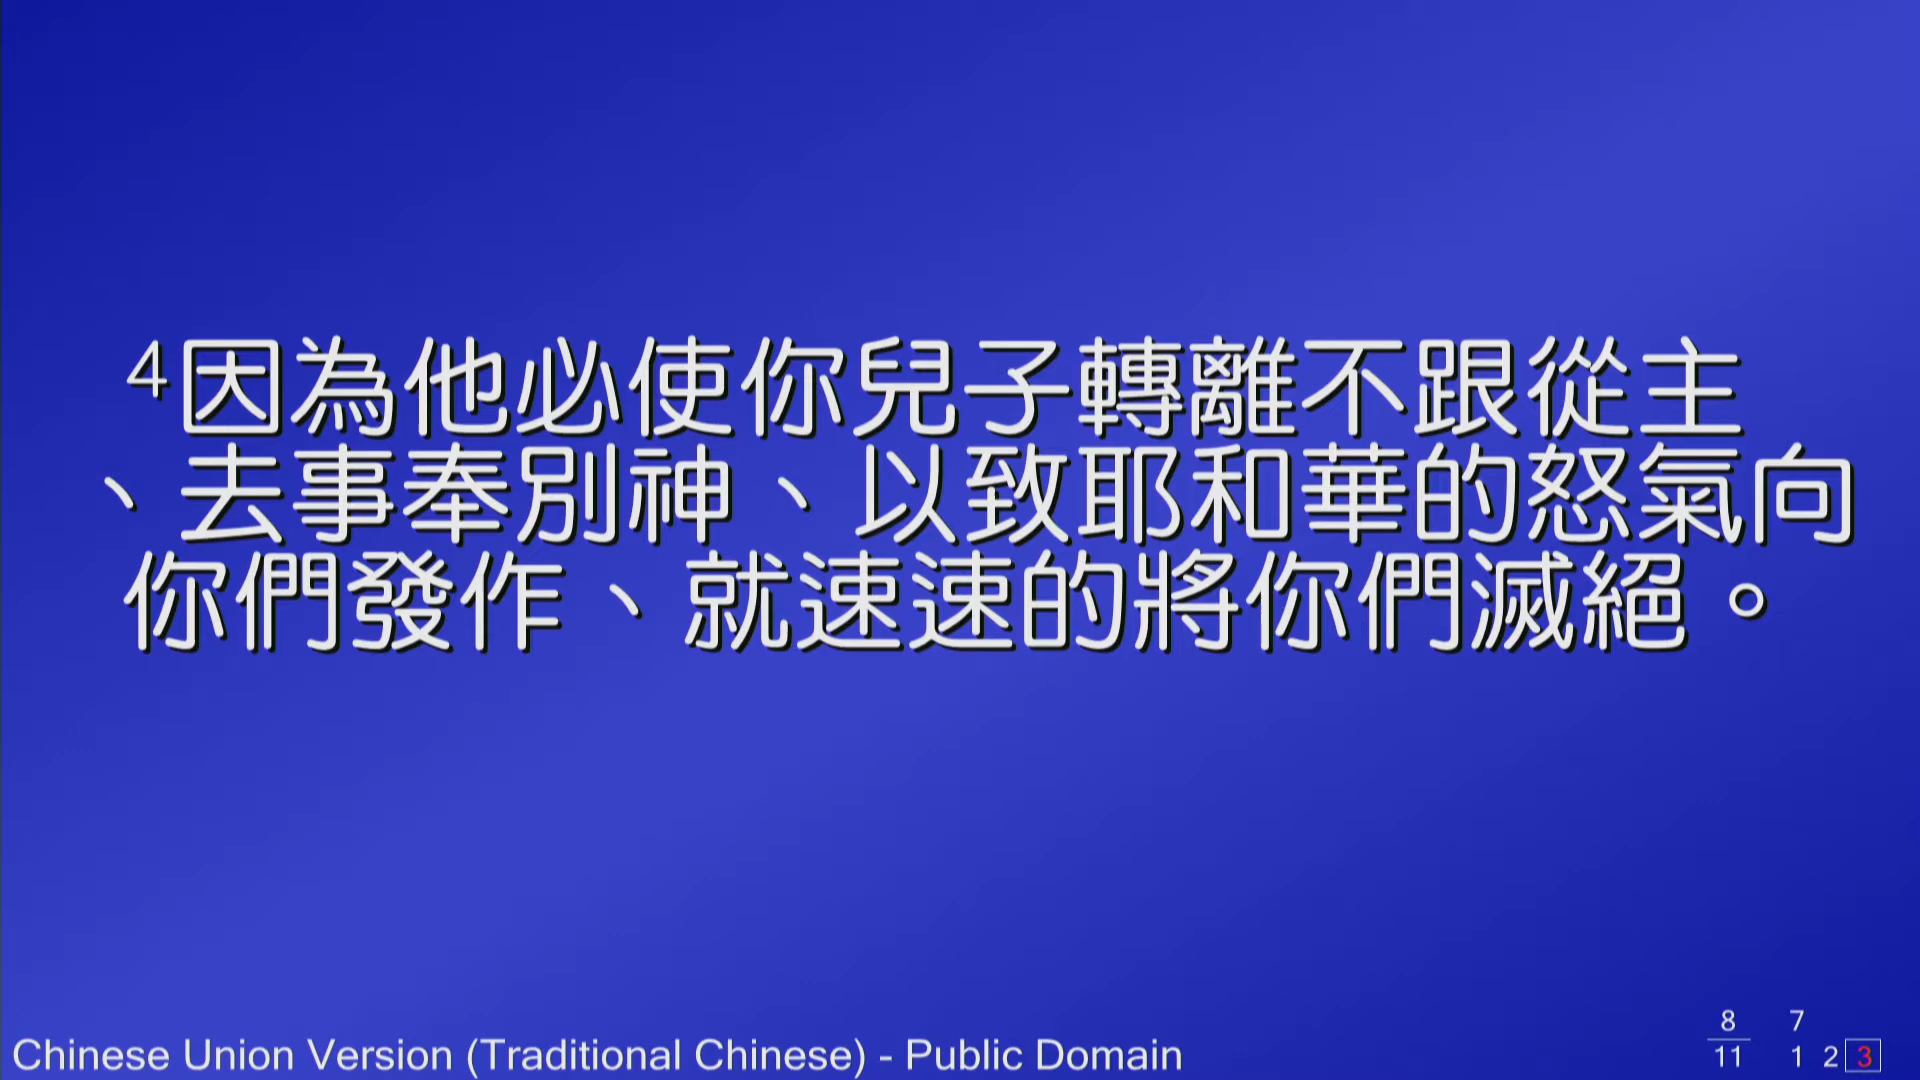 4因為他必使你兒子轉離不跟從主
、去事奉別神、以致耶和華的怒氣向
你們發作、就速速的將你們滅絕。
8 7
11 1 2 3
Chinese Union Version (Traditional Chinese) - Public Domain